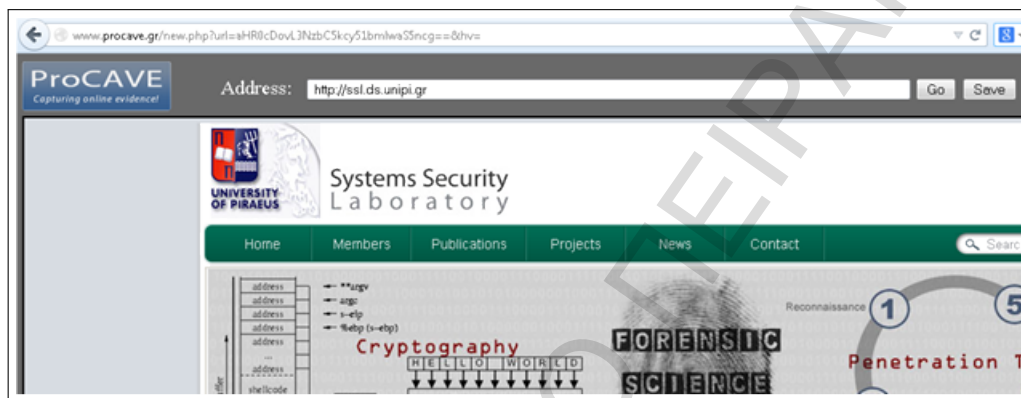 www.procave.gr/new.php?url=aHR0cDovL3NzbC5kcy51bmlwaS5ncg==&hv=
ProCAVE
Capturing online evidence!
Address:
http://ssl.ds.unipi.gr
Go
Save
UNIVERSITY
OF PIRAEUS
Systems Security
Laboratory
Home
Members
Publications
Projects
News
Contact
Searc
address
address
address
address
address
...
address
shellcode
**argv
argc
s-elp
%ebp (s-ebp)
Cryptography
HELLO WORLD
FORENSIC
SCIENCE
Reconnaissance
1
5
Penetration T